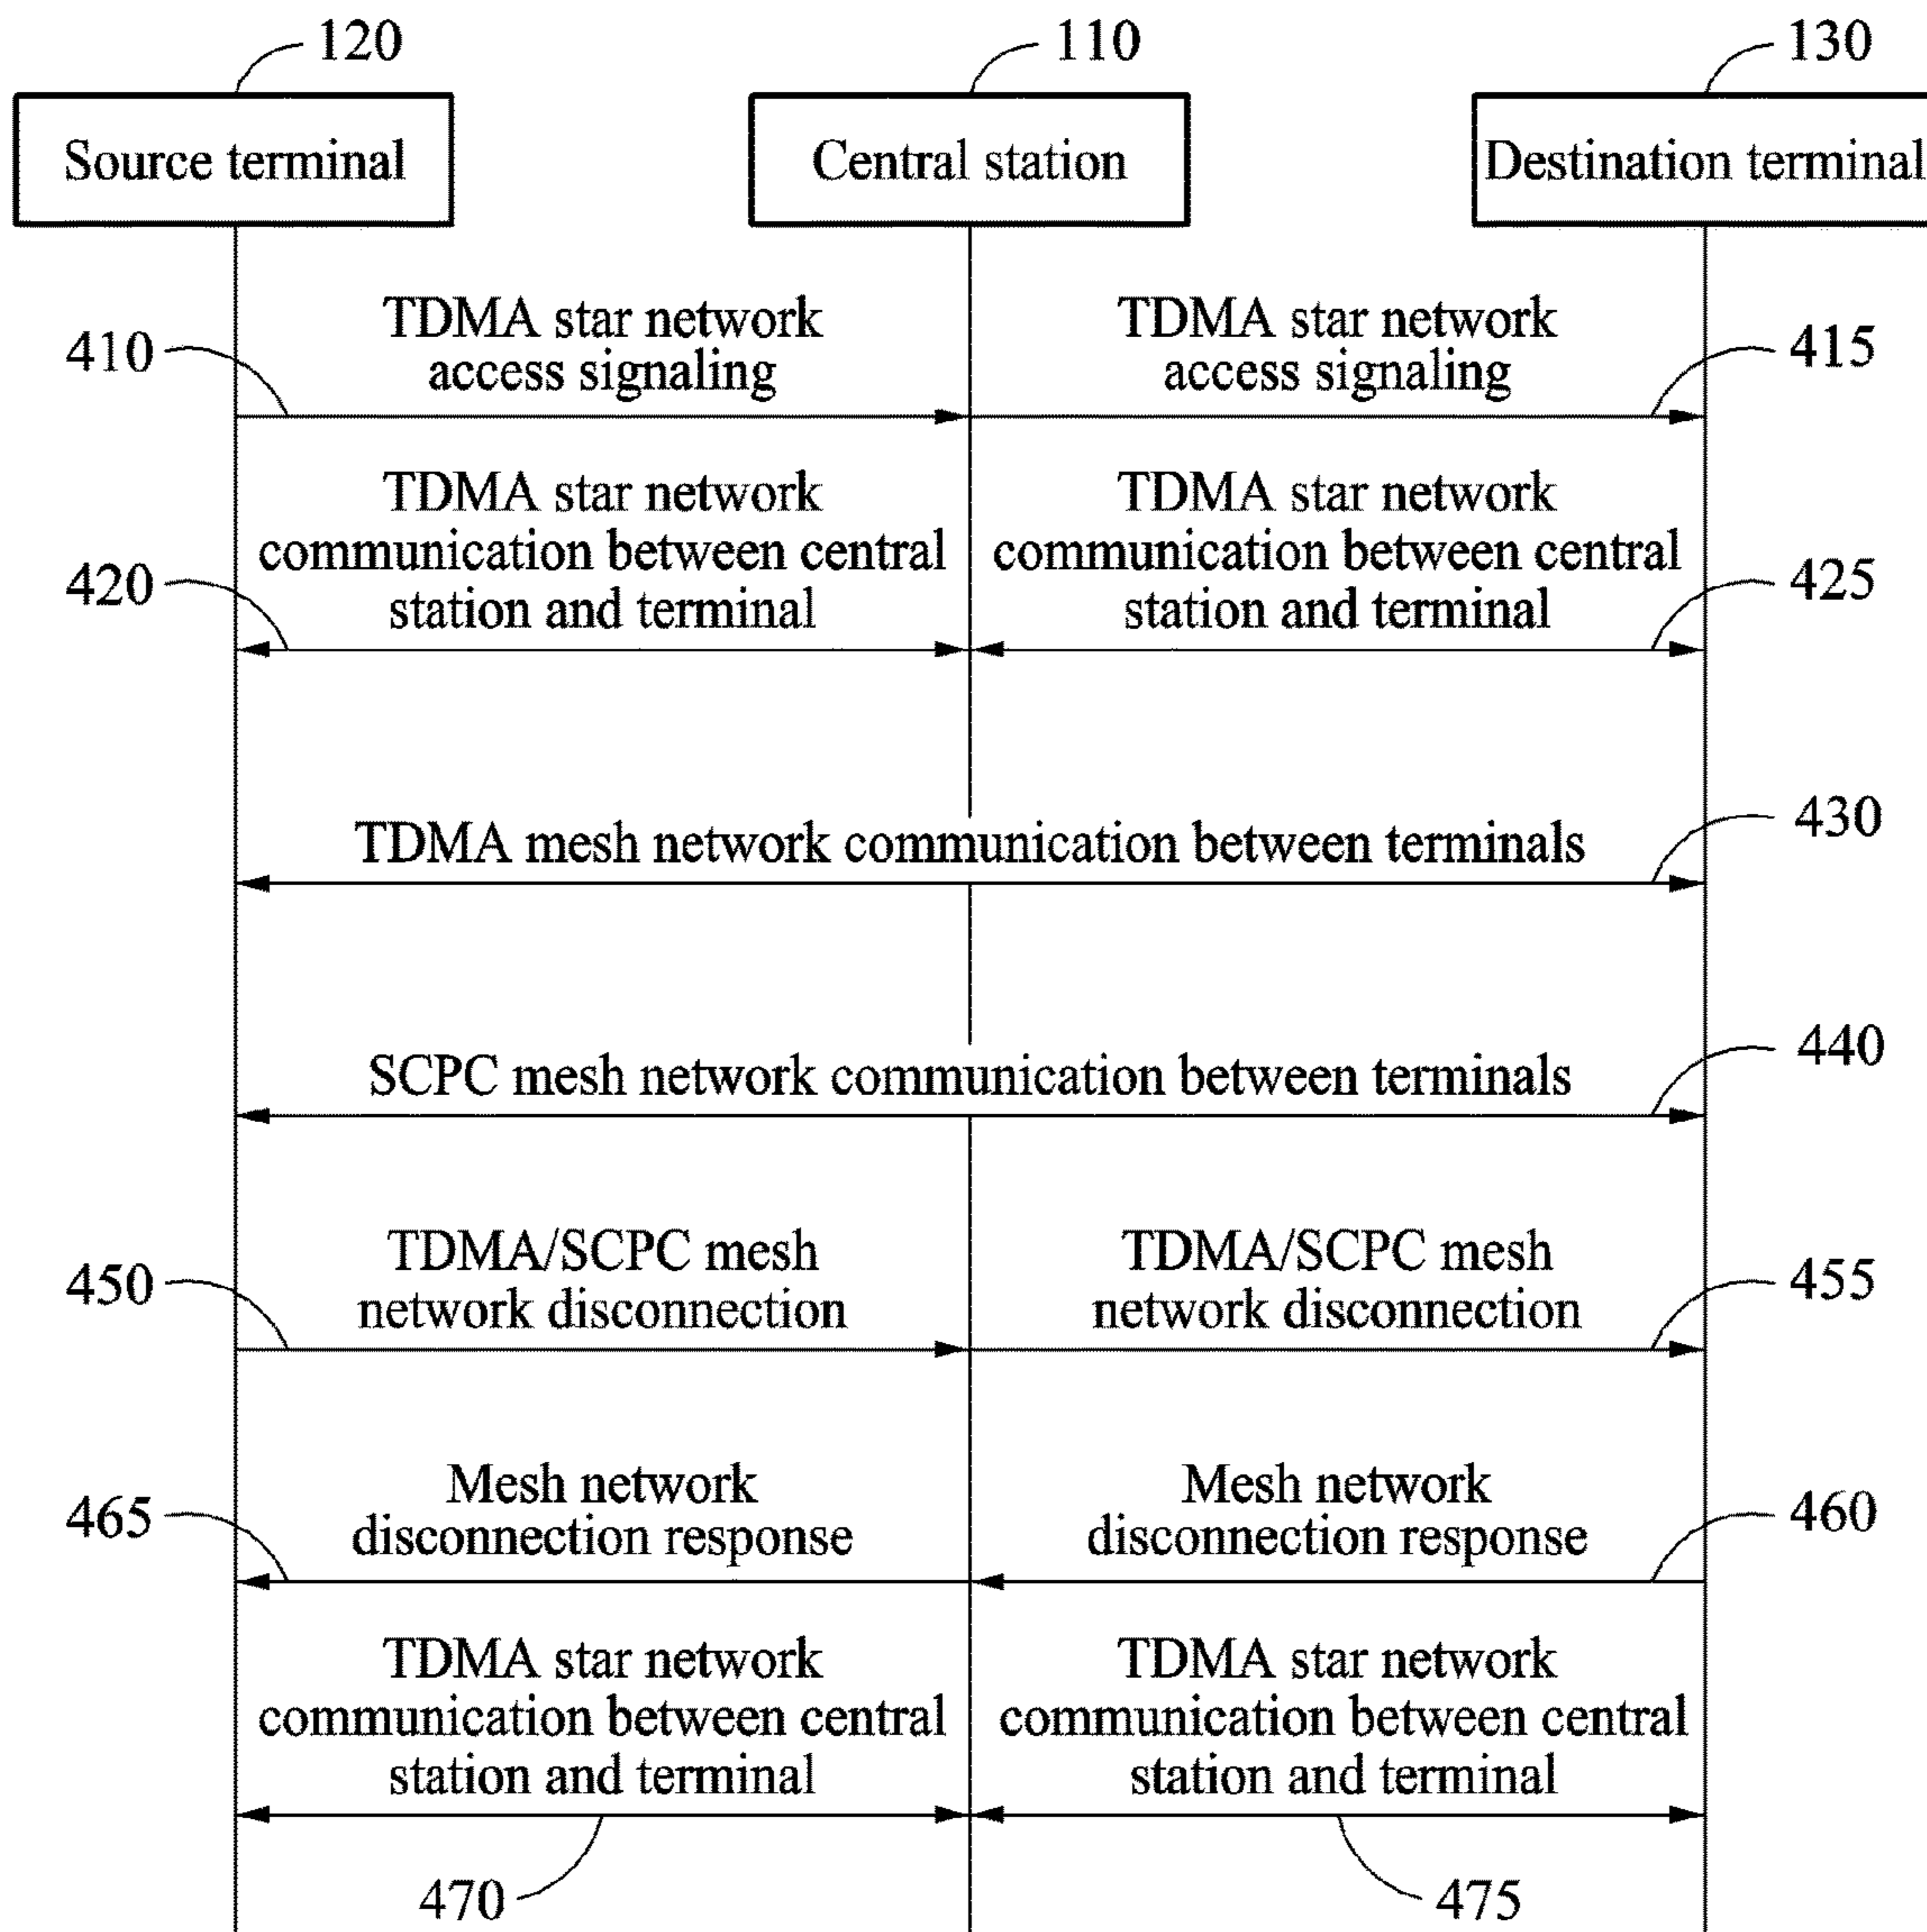 120
110
130
Source terminal
Central station
Destination terminal
TDMA star network
access signaling
TDMA star network
access signaling
410
415
TDMA star network
communication between central
station and terminal
TDMA star network
communication between central
station and terminal
420
425
TDMA mesh network communication between terminals
430
SCPC mesh network communication between terminals
440
TDMA/SCPC mesh
network disconnection
TDMA/SCPC mesh
network disconnection
450
455
Mesh network
disconnection response
Mesh network
disconnection response
465
460
TDMA star network
communication between central
station and terminal
TDMA star network
communication between central
station and terminal
470
475